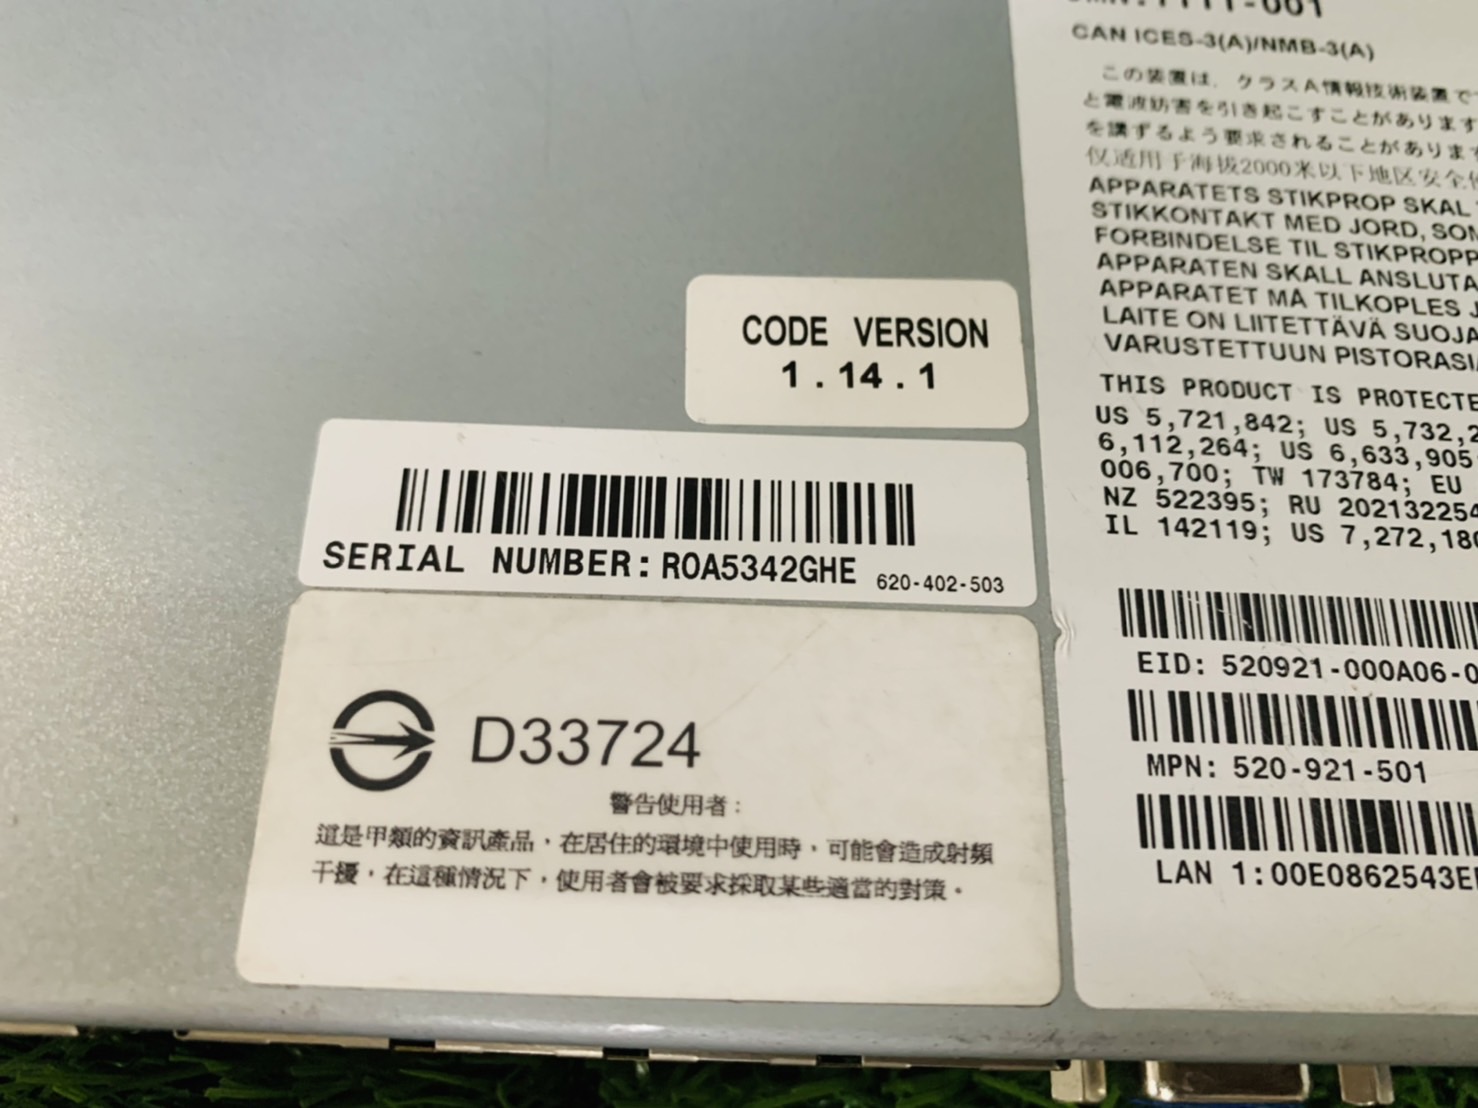 1111-001
CAN ICES-3(A)/NMB-3(A)
この装置は、クラスA情報技術装置で
と電波妨害を引き起こすことがあります
を講ずるよう要求されることがあります
仅适用于海拔2000米以下地区安全
APPARATETS STIKPROP SKAL
STIKKONTAKT MED JORD, SOM
FORBINDELSE TIL STIKPROPP
APPARATEN SKALL ANSLUTA
APPARATET MÅ TILKOPLES J
LAITE ON LIITETTÄVÄ SUOJA
VARUSTETTUUN PISTORASIA
THIS PRODUCT IS PROTECTE
US 5,721,842; US 5,732,2
6,112,264; US 6,633,905
006,700; TW 173784; EU
NZ 522395; RU 202132254
IL 142119; US 7,272,180
EID: 520921-000A06-0
MPN: 520-921-501
LAN 1:00E0862543E
CODE VERSION
1.14.1
SERIAL NUMBER:ROA5342GHE 620-402-503
D33724
警告使用者：
這是甲類的資訊產品，在居住的環境中使用時，可能會造成射頻
干擾，在這種情況下，使用者會被要求採取某些適當的對策。